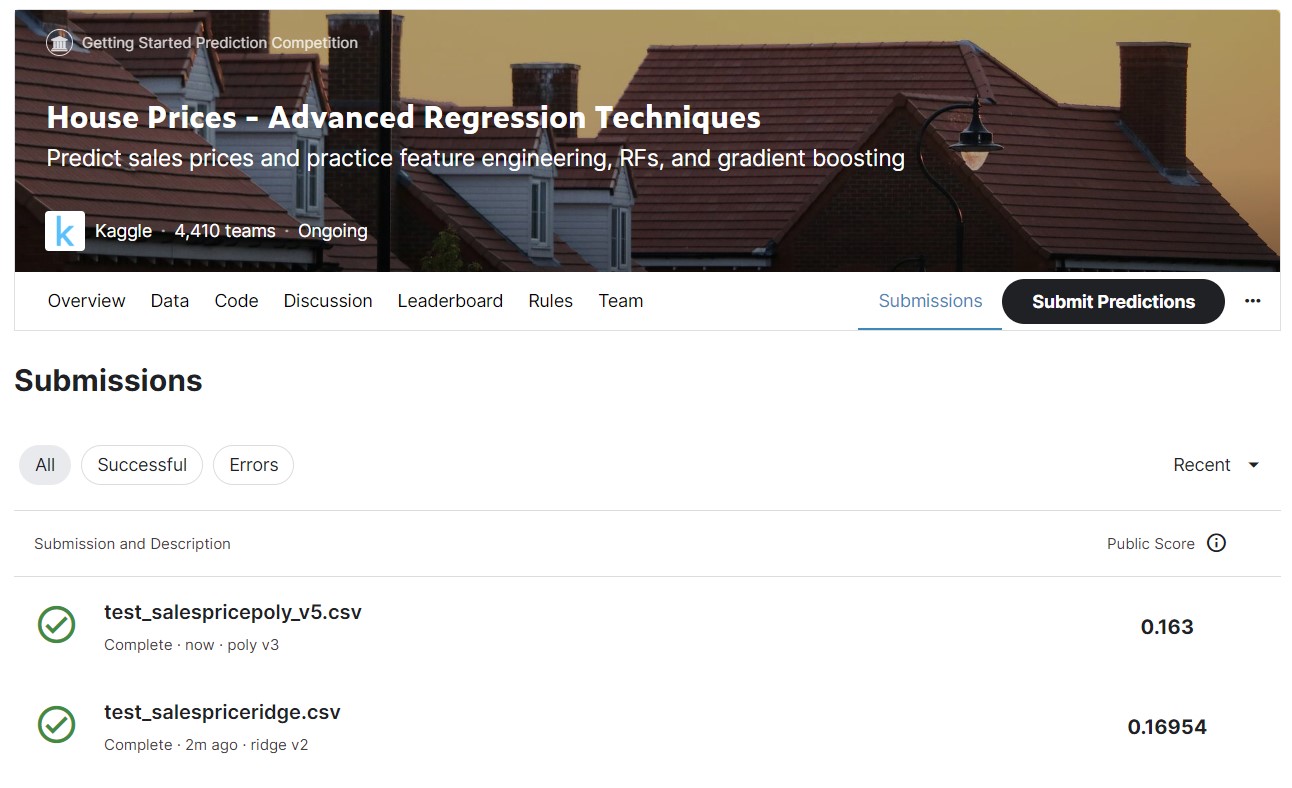 Getting Started Prediction Competition
House Prices - Advanced Regression Techniques
Predict sales prices and practice feature engineering, RFs, and gradient boosting
k Kaggle · 4,410 teams · Ongoing
Overview Data Code Discussion Leaderboard Rules Team Submissions Submit Predictions ...
Submissions
All Successful Errors Recent
Submission and Description Public Score
test_salespricepoly_v5.csv
Complete · now · poly v3
0.163
test_salespriceridge.csv
Complete · 2m ago · ridge v2
0.16954